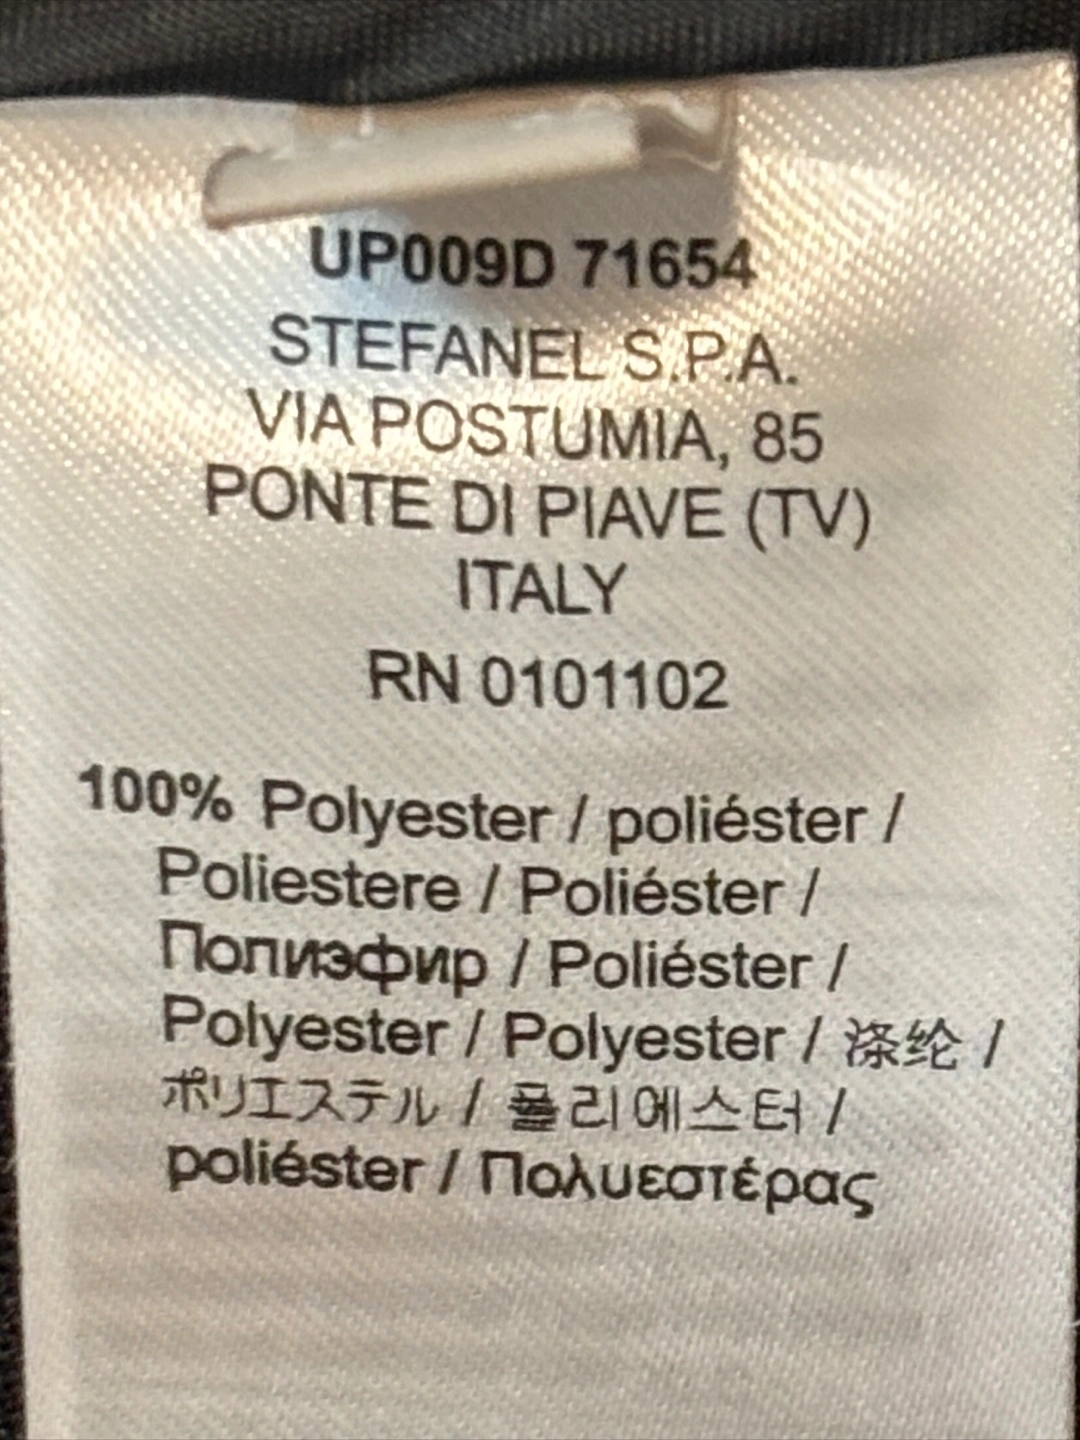 UP009D 71654
STEFANEL S.P.A.
VIA POSTUMIA, 85
PONTE DI PIAVE (TV)
ITALY
RN 0101102
100% Polyester / poliéster /
Poliestere / Poliéster /
Полиэфир / Poliéster /
Polyester / Polyester / 涤纶 /
ポリエステル / 폴리에스터 /
poliéster / Πολυεστέρας